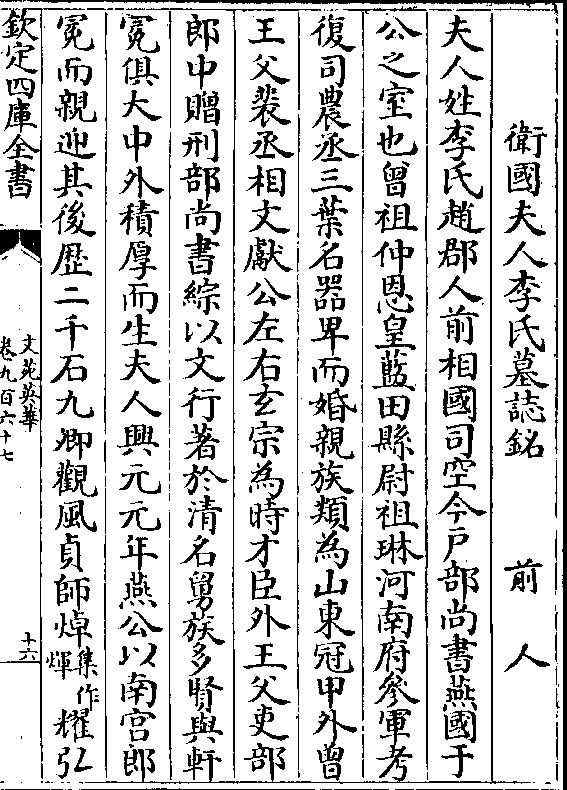 衛國夫人李氏墓誌銘　前人
夫人姓李氏趙郡人前相國司空今戸部尚書燕國于
公之室也曾祖仲恩皇藍田縣尉祖琳河南府參軍考
復司農丞三葉名器卑而婚親族類為山東冠甲外曾
王父裴丞相文獻公左右玄宗為時才臣外王父吏部
郎中贈刑部尚書綜以文行著於清名舅族多賢與軒
冕俱大中外積厚而生夫人興元元年燕公以南宮郎
冕而親迎其後歴二千石九卿觀風貞師焯集作煇耀弘
欽定四庫全書
文苑英華
卷九百六十七
十六